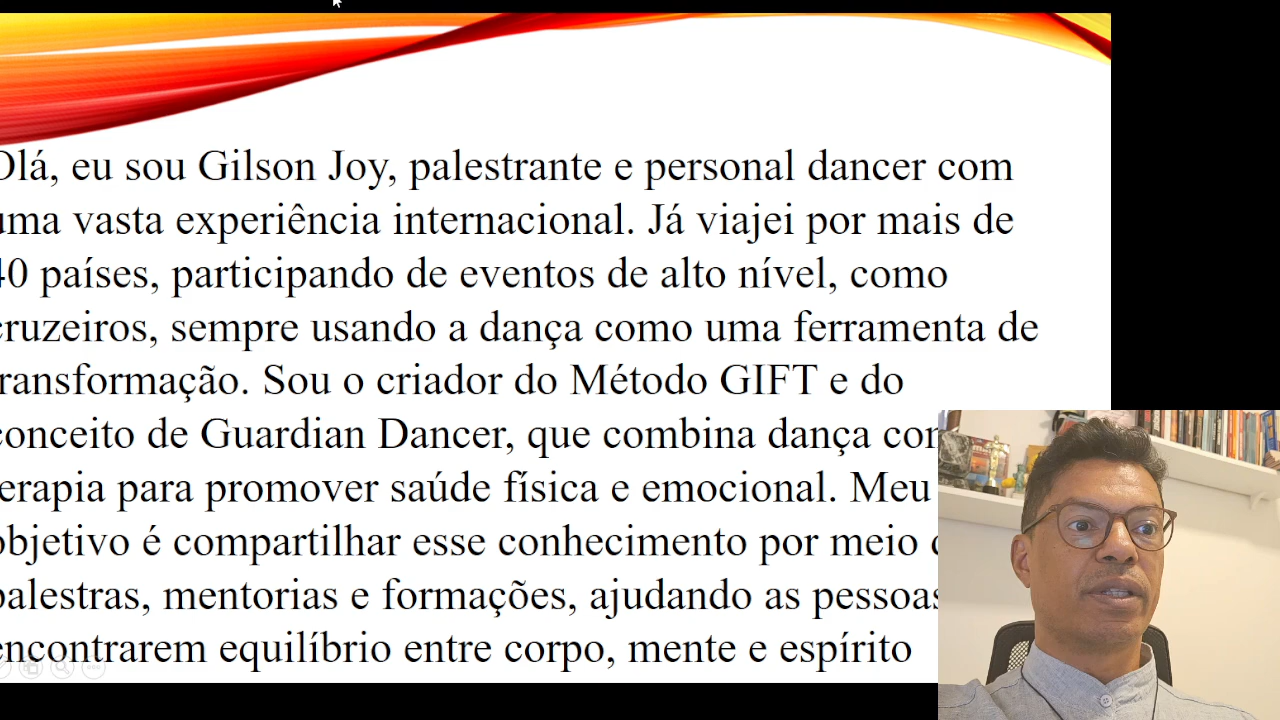 Olá, eu sou Gilson Joy, palestrante e personal dancer com
uma vasta experiência internacional. Já viajei por mais de
40 países, participando de eventos de alto nível, como
cruzeiros, sempre usando a dança como uma ferramenta de
transformação. Sou o criador do Método GIFT e do
conceito de Guardian Dancer, que combina dança com
terapia para promover saúde física e emocional. Meu
objetivo é compartilhar esse conhecimento por meio
palestras, mentorias e formações, ajudando as pessoas
encontrarem equilíbrio entre corpo, mente e espírito